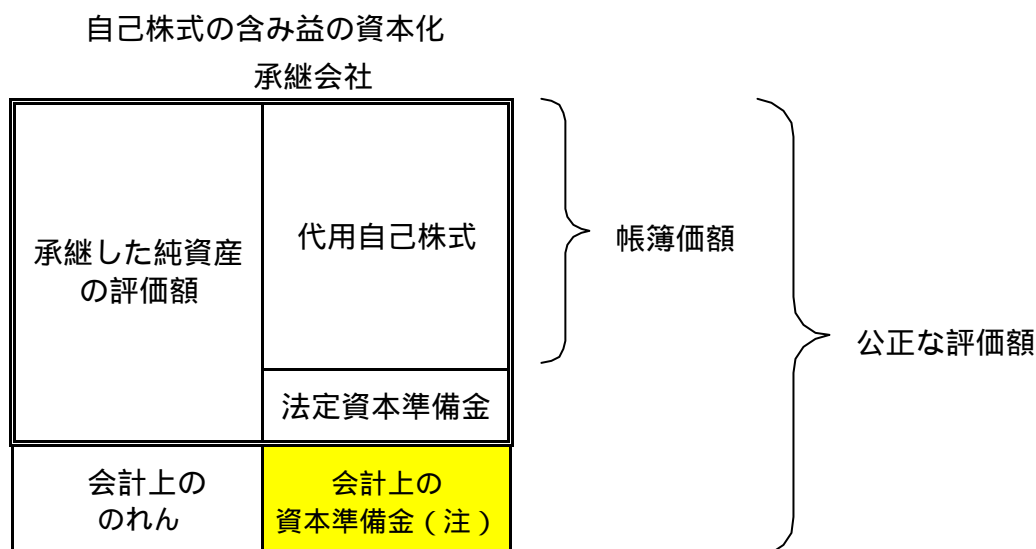 自己株式の含み益の資本化
承継会社
承継した純資産
の評価額
代用自己株式
法定資本準備金
会計上の
のれん
会計上の
資本準備金(注)
帳簿価額
公正な評価額